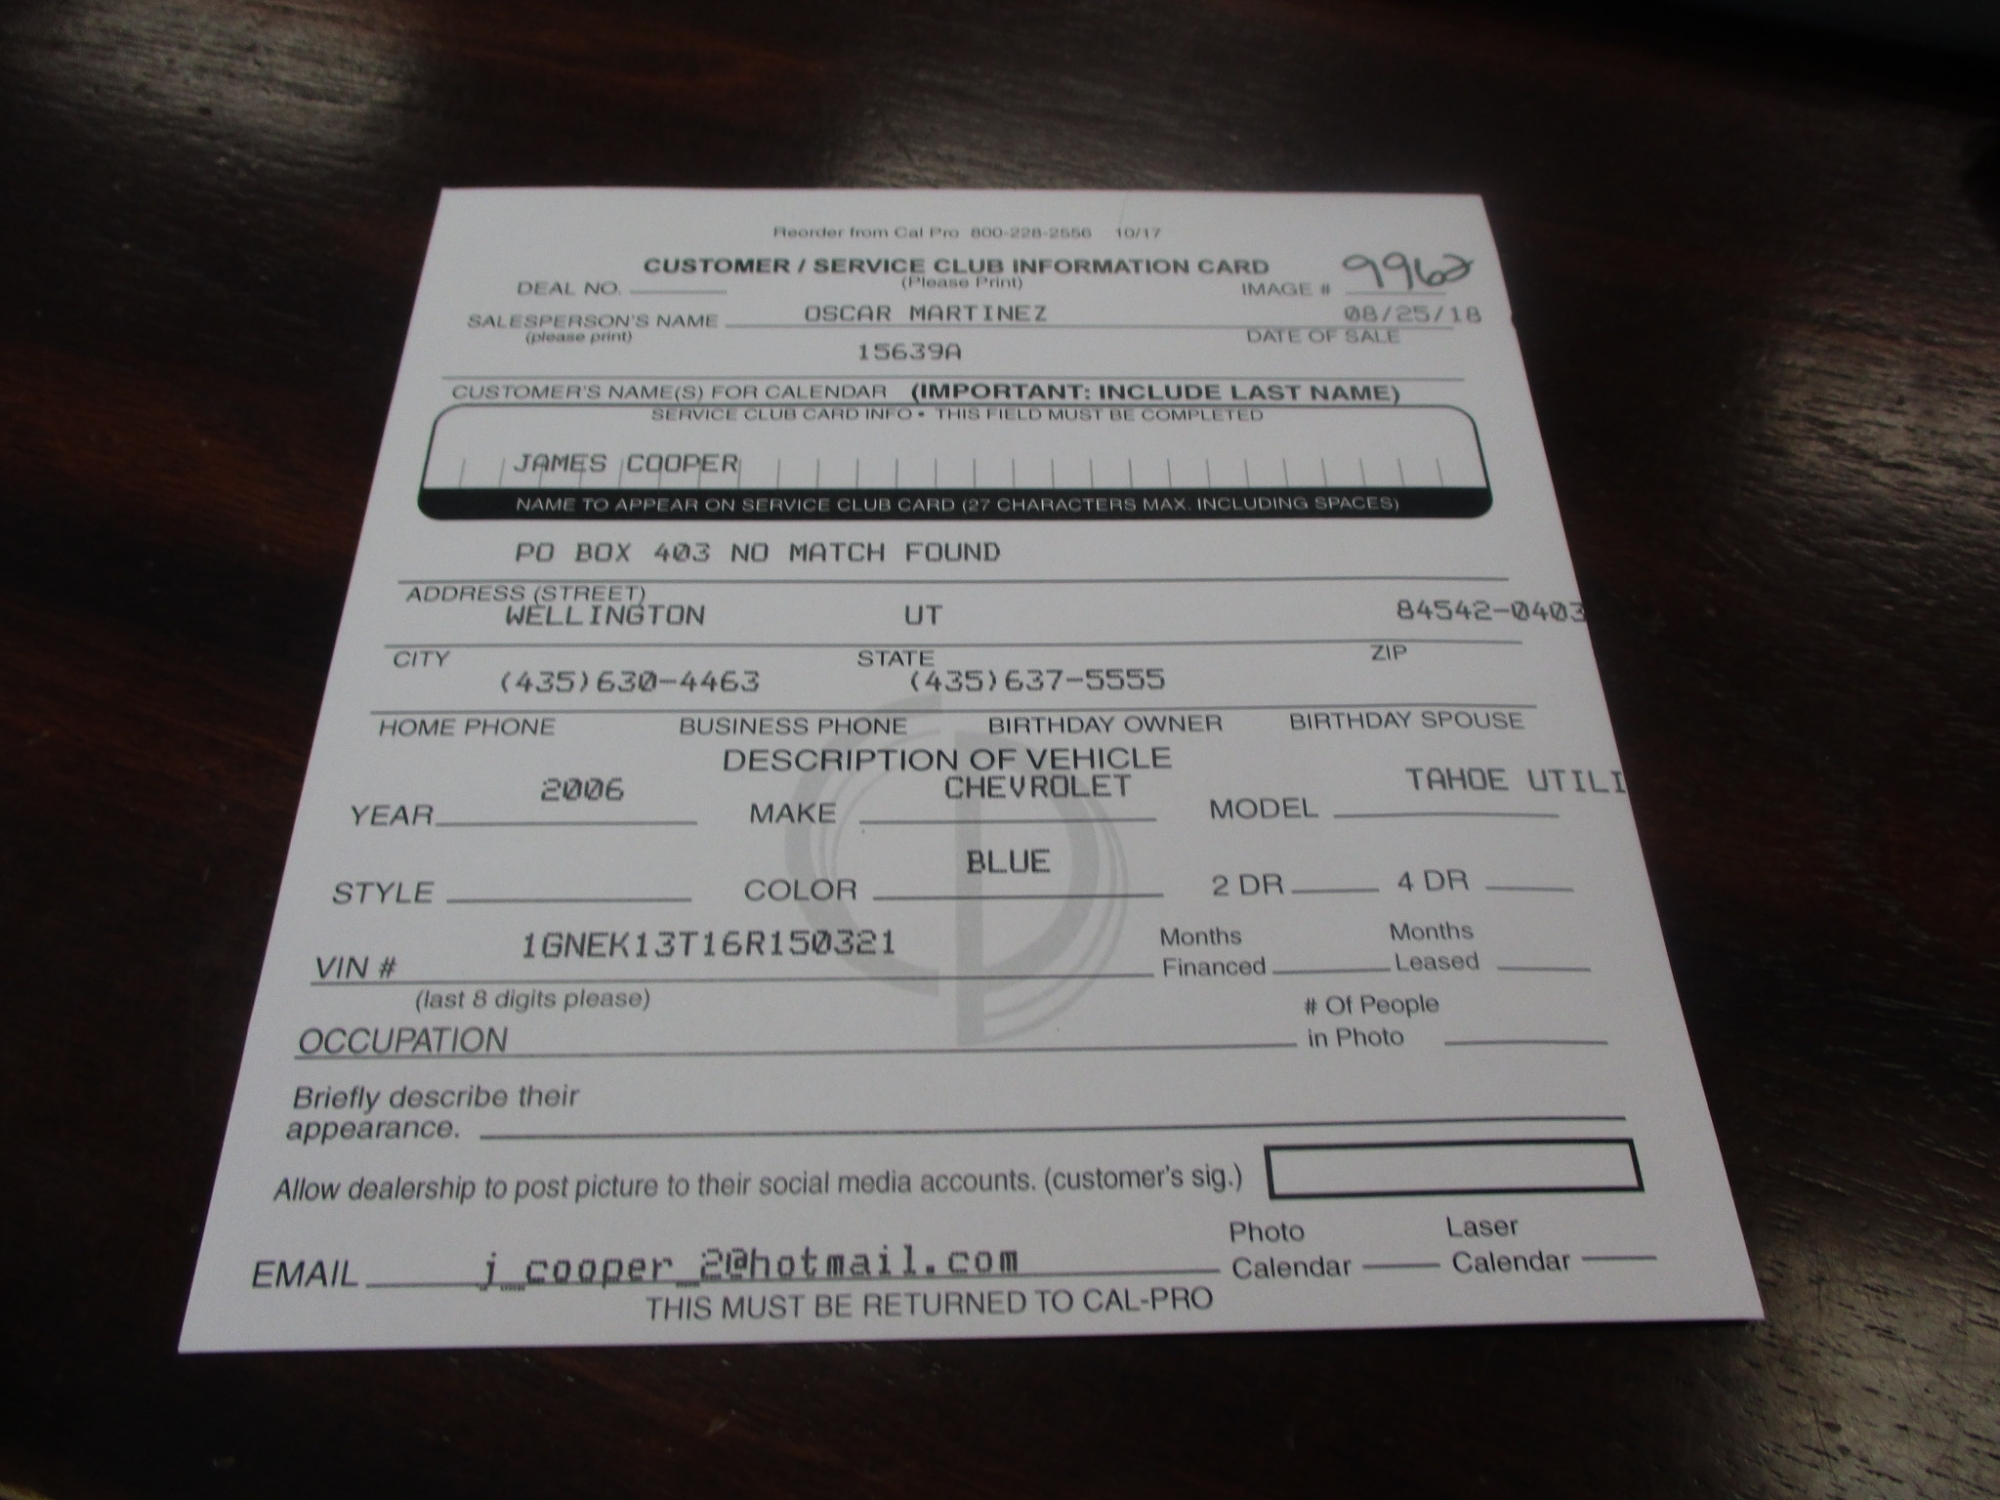 Reorder from Cal Pro 800-228-2556 10/17
CUSTOMER / SERVICE CLUB INFORMATION CARD
(Please Print)
DEAL NO. IMAGE # 9962
SALESPERSON'S NAME OSCAR MARTINEZ 08/25/18
(please print) DATE OF SALE
15639A
CUSTOMER'S NAME(S) FOR CALENDAR (IMPORTANT: INCLUDE LAST NAME)
SERVICE CLUB CARD INFO • THIS FIELD MUST BE COMPLETED
JAMES COOPER
NAME TO APPEAR ON SERVICE CLUB CARD (27 CHARACTERS MAX. INCLUDING SPACES)
PO BOX 403 NO MATCH FOUND
ADDRESS (STREET)
WELLINGTON UT 84542-0403
CITY STATE ZIP
(435)630-4463 (435)637-5555
HOME PHONE BUSINESS PHONE BIRTHDAY OWNER BIRTHDAY SPOUSE
DESCRIPTION OF VEHICLE
2006 CHEVROLET TAHOE UTILI
YEAR MAKE MODEL
BLUE
STYLE COLOR 2 DR 4 DR
1GNEK13T16R150321 Months Months
VIN # Financed Leased
(last 8 digits please) # Of People
OCCUPATION in Photo
Briefly describe their
appearance.
Allow dealership to post picture to their social media accounts. (customer's sig.)
Photo Laser
EMAIL j_cooper_2@hotmail.com Calendar Calendar
THIS MUST BE RETURNED TO CAL-PRO